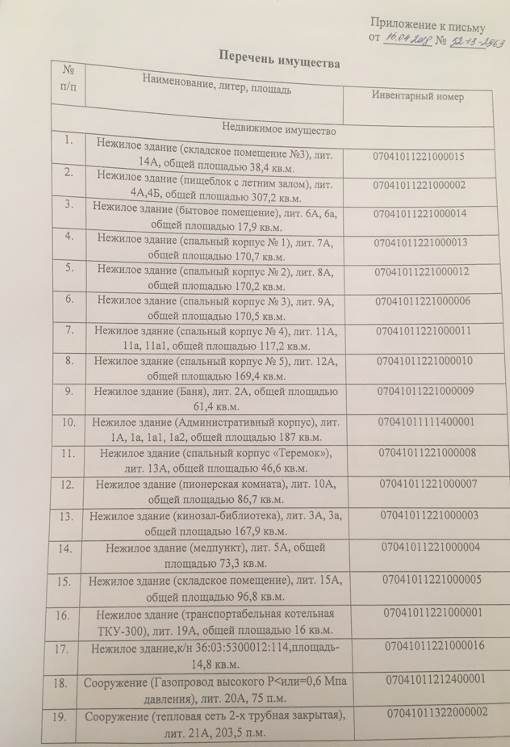 Приложение к письму
от 16.04.2018 № 12-13-2963
Перечень имущества
№
п/п
Наименование, литер, площадь
Инвентарный номер
Недвижимое имущество
1.
Нежилое здание (складское помещение №3), лит.
14А, общей площадью 38,4 кв.м.
07041011221000015
2.
Нежилое здание (пищеблок с летним залом), лит.
4А,4Б, общей площадью 307,2 кв.м.
07041011221000002
3.
Нежилое здание (бытовое помещение), лит. 6А, 6а,
общей площадью 17,9 кв.м.
07041011221000014
4.
Нежилое здание (спальный корпус № 1), лит. 7А,
общей площадью 170,7 кв.м.
07041011221000013
5.
Нежилое здание (спальный корпус № 2), лит. 8А,
общей площадью 170,2 кв.м.
07041011221000012
6.
Нежилое здание (спальный корпус № 3), лит. 9А,
общей площадью 170,5 кв.м.
07041011221000006
7.
Нежилое здание (спальный корпус № 4), лит. 11А,
11а, 11а1, общей площадью 117,2 кв.м.
07041011221000011
8.
Нежилое здание (спальный корпус № 5), лит. 12А,
общей площадью 169,4 кв.м.
07041011221000010
9.
Нежилое здание (Баня), лит. 2А, общей площадью
61,4 кв.м.
07041011221000009
10.
Нежилое здание (Административный корпус), лит.
1А, 1а, 1а1, 1а2, общей площадью 187 кв.м.
07041011111400001
11.
Нежилое здание (спальный корпус «Теремок»),
лит. 13А, общей площадью 46,6 кв.м.
07041011221000008
12.
Нежилое здание (пионерская комната), лит. 10А,
общей площадью 86,7 кв.м.
07041011221000007
13.
Нежилое здание (кинозал-библиотека), лит. 3А, 3а,
общей площадью 167,9 кв.м.
07041011221000003
14.
Нежилое здание (медпункт), лит. 5А, общей
площадью 73,3 кв.м.
07041011221000004
15.
Нежилое здание (складское помещение), лит. 15А,
общей площадью 96,8 кв.м.
07041011221000005
16.
Нежилое здание (транспортабельная котельная
ТКУ-300), лит. 19А, общей площадью 16 кв.м.
07041011221000001
17.
Нежилое здание,к/н 36:03:5300012:114,площадь-
14,8 кв.м.
07041011221000016
18.
Сооружение (Газопровод высокого Р<или=0,6 Мпа
давления), лит. 20А, 75 п.м.
07041011212400001
19.
Сооружение (тепловая сеть 2-х трубная закрытая),
лит. 21А, 203,5 п.м.
07041011322000002